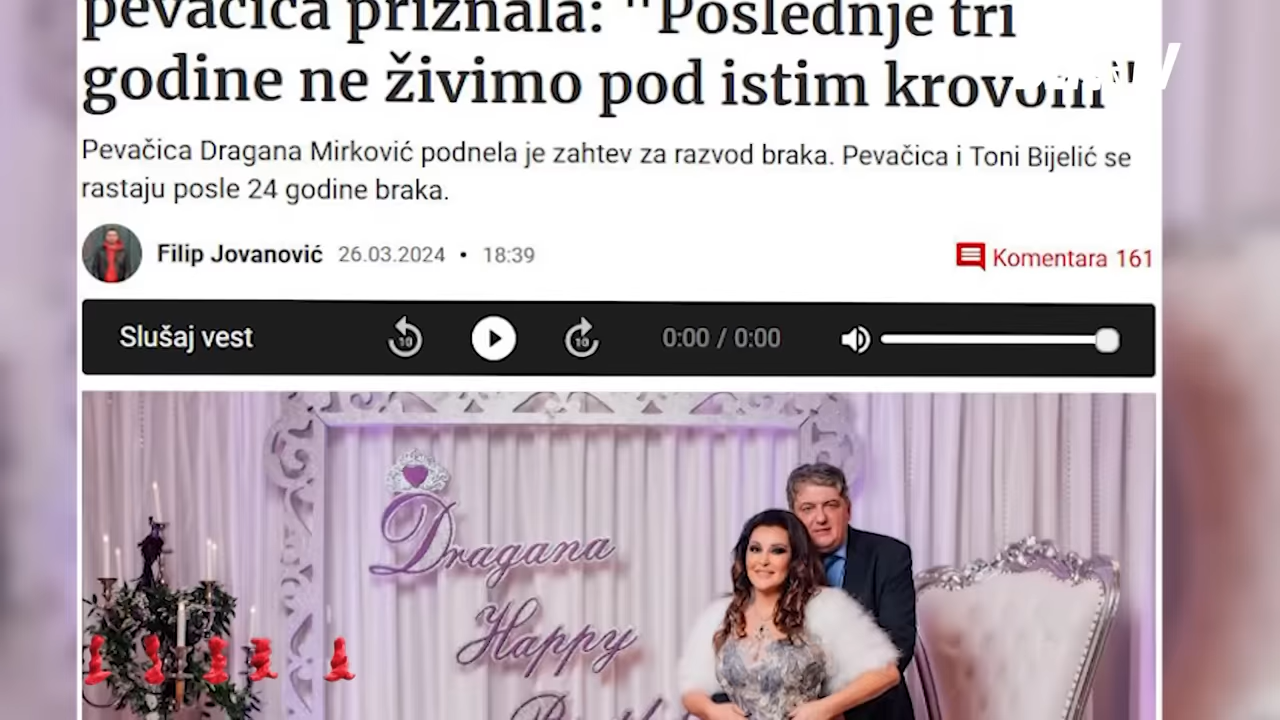 pevačica priznala: "Poslednje tri
godine ne živimo pod istim krovom"
Pevačica Dragana Mirković podnela je zahtev za razvod braka. Pevačica i Toni Bijelić se
rastaju posle 24 godine braka.
Filip Jovanović 26.03.2024 • 18:39
Komentara 161
Slušaj vest
10
10
0:00 / 0:00
Dragana
Happy